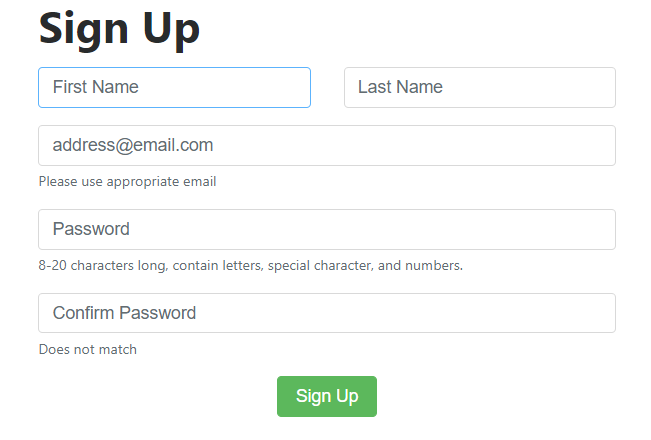 Sign Up
First Name Last Name
address@email.com
Please use appropriate email
Password
8-20 characters long, contain letters, special character, and numbers.
Confirm Password
Does not match
Sign Up